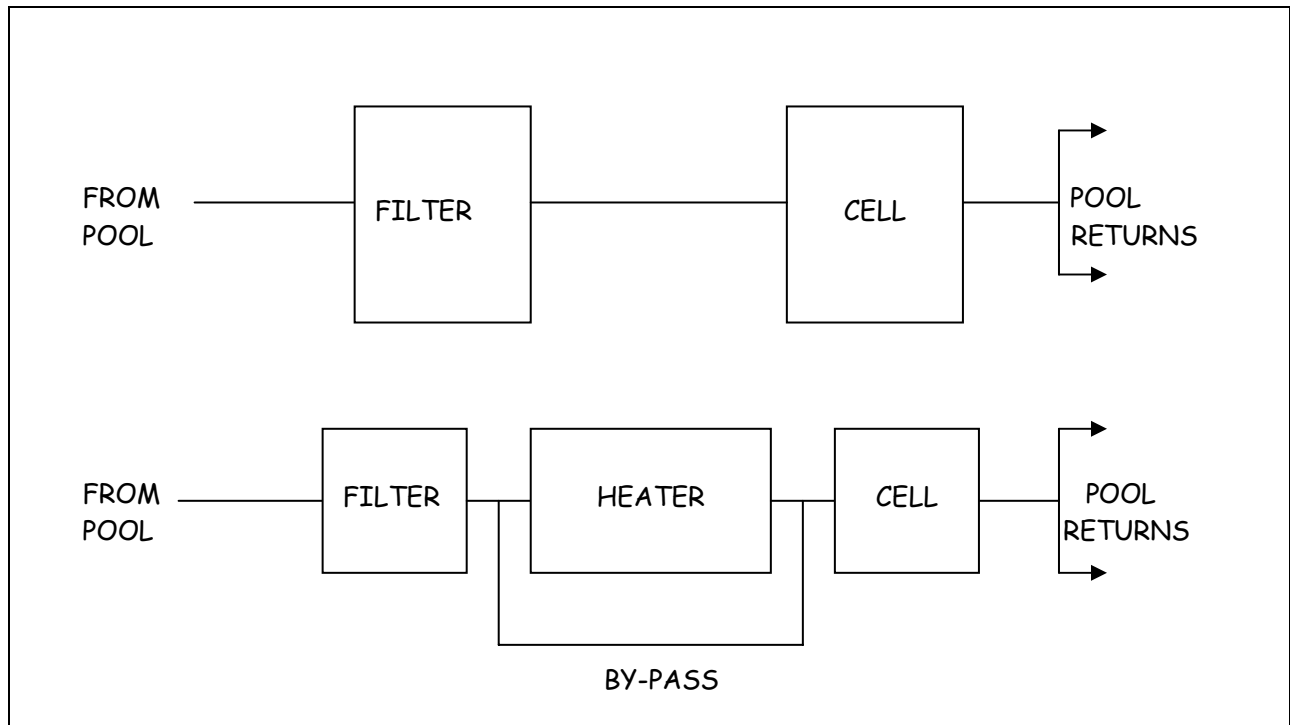 FROM
POOL
FILTER
CELL
POOL
RETURNS
FROM
POOL
FILTER
HEATER
CELL
POOL
RETURNS
BY-PASS